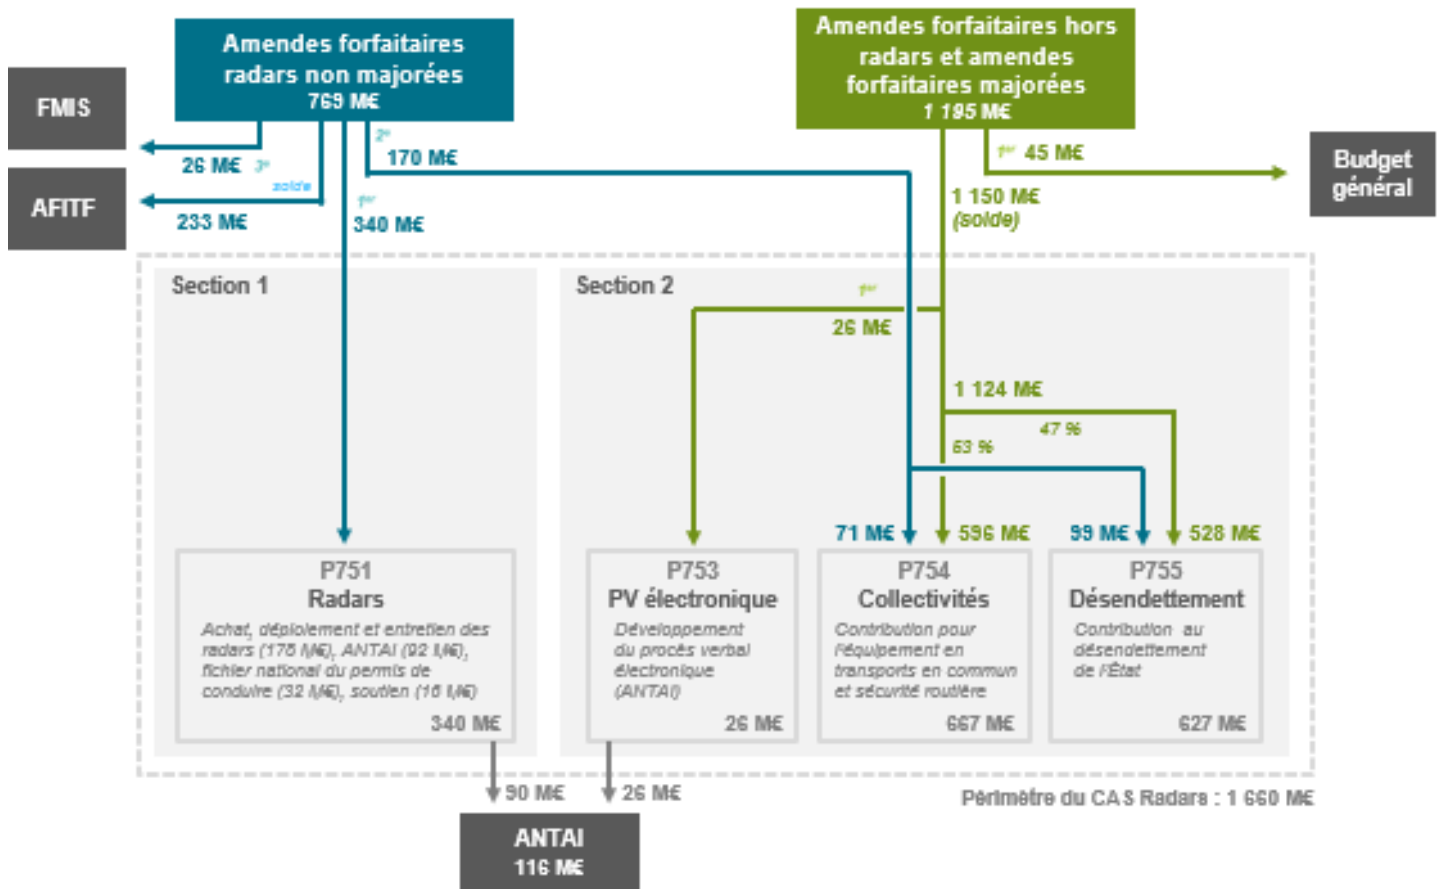 Amendes forfaitaires
radars non majorées
769 M€
Amendes forfaitaires hors
radars et amendes
forfaitaires majorées
1 195 M€
FMIS
AFITF
Budget
général
26 M€ 3º
solde
233 M€
1er
340 M€
2º
170 M€
1er 45 M€
1 150 M€
(solde)
Section 1
Section 2
1er
26 M€
1 124 M€
47 %
53 %
71 M€
596 M€
99 M€
528 M€
P751
Radars
Achat, déploiement et entretien des
radars (176 M€), ANTAI (92 M€),
fichier national du permis de
conduire (32 M€), soutien (16 M€)
340 M€
P753
PV électronique
Développement
du procès verbal
électronique
(ANTAI)
26 M€
P754
Collectivités
Contribution pour
l'équipement en
transports en commun
et sécurité routière
667 M€
P755
Désendettement
Contribution au
désendettement
de l'État
627 M€
90 M€
26 M€
Périmètre du CAS Radars : 1 660 M€
ANTAI
116 M€